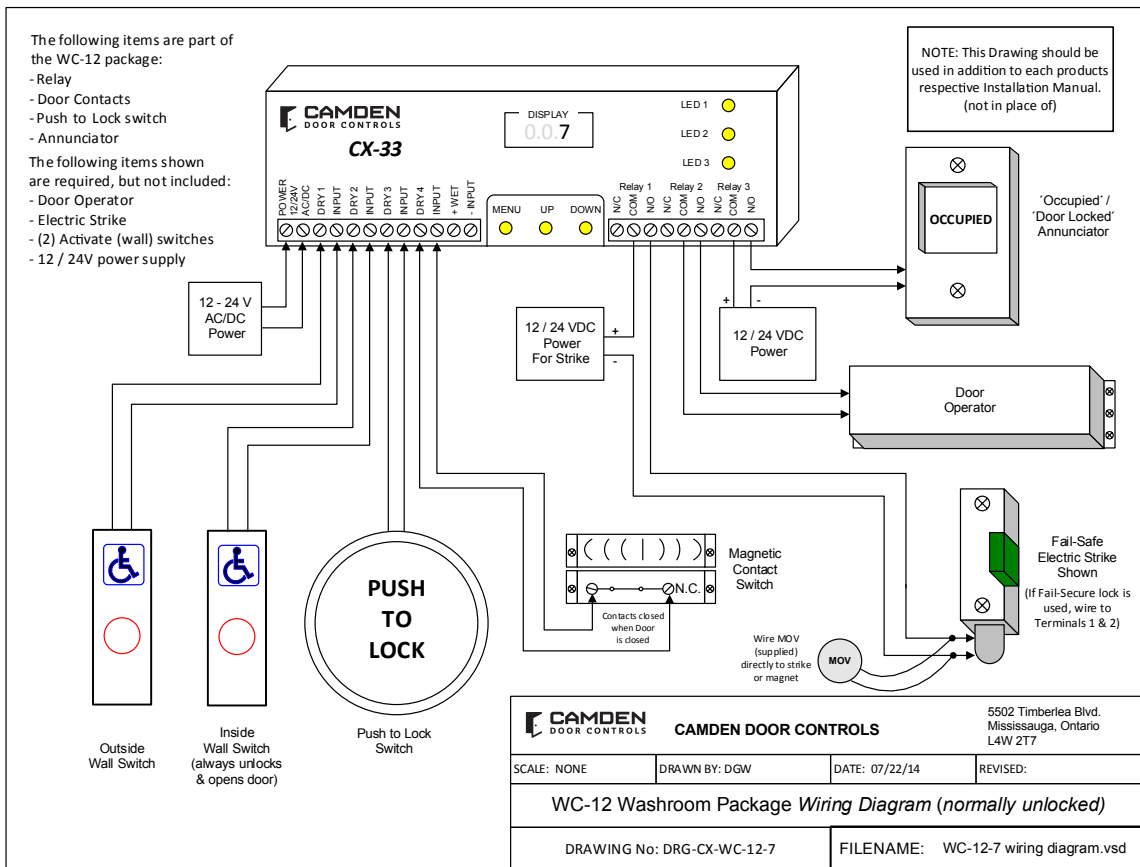 The following items are part of
the WC-12 package:
- Relay
- Door Contacts
- Push to Lock switch
- Annunciator
The following items shown
are required, but not included:
- Door Operator
- Electric Strike
- (2) Activate (wall) switches
- 12 / 24V power supply
CAMDEN
DOOR CONTROLS
CX-33
DISPLAY
0.0.7
LED 1
LED 2
LED 3
NOTE: This Drawing should be
used in addition to each products
respective Installation Manual.
(not in place of)
POWER
12/24V
AC/DC
DRY 1
INPUT
DRY 2
INPUT
DRY 3
INPUT
DRY 4
INPUT
+ WET
- INPUT
MENU
UP
DOWN
Relay 1
Relay 2
Relay 3
N/C
COM
N/O
N/C
COM
N/O
N/C
COM
N/O
OCCUPIED
‘Occupied’ /
‘Door Locked’
Annunciator
12 - 24 V
AC/DC
Power
12 / 24 VDC
Power
For Strike
+
-
+
-
12 / 24 VDC
Power
Door
Operator
PUSH
TO
LOCK
N.C.
Contacts closed
when Door
is closed
Magnetic
Contact
Switch
Fail-Safe
Electric Strike
Shown
(If Fail-Secure lock is
used, wire to
Terminals 1 & 2)
Wire MOV
(supplied)
directly to strike
or magnet
MOV
Outside
Wall Switch
Inside
Wall Switch
(always unlocks
& opens door)
Push to Lock
Switch
CAMDEN
DOOR CONTROLS
CAMDEN DOOR CONTROLS
5502 Timberlea Blvd.
Mississauga, Ontario
L4W 2T7
SCALE: NONE
DRAWN BY: DGW
DATE: 07/22/14
REVISED:
WC-12 Washroom Package Wiring Diagram (normally unlocked)
DRAWING No: DRG-CX-WC-12-7
FILENAME: WC-12-7 wiring diagram.vsd